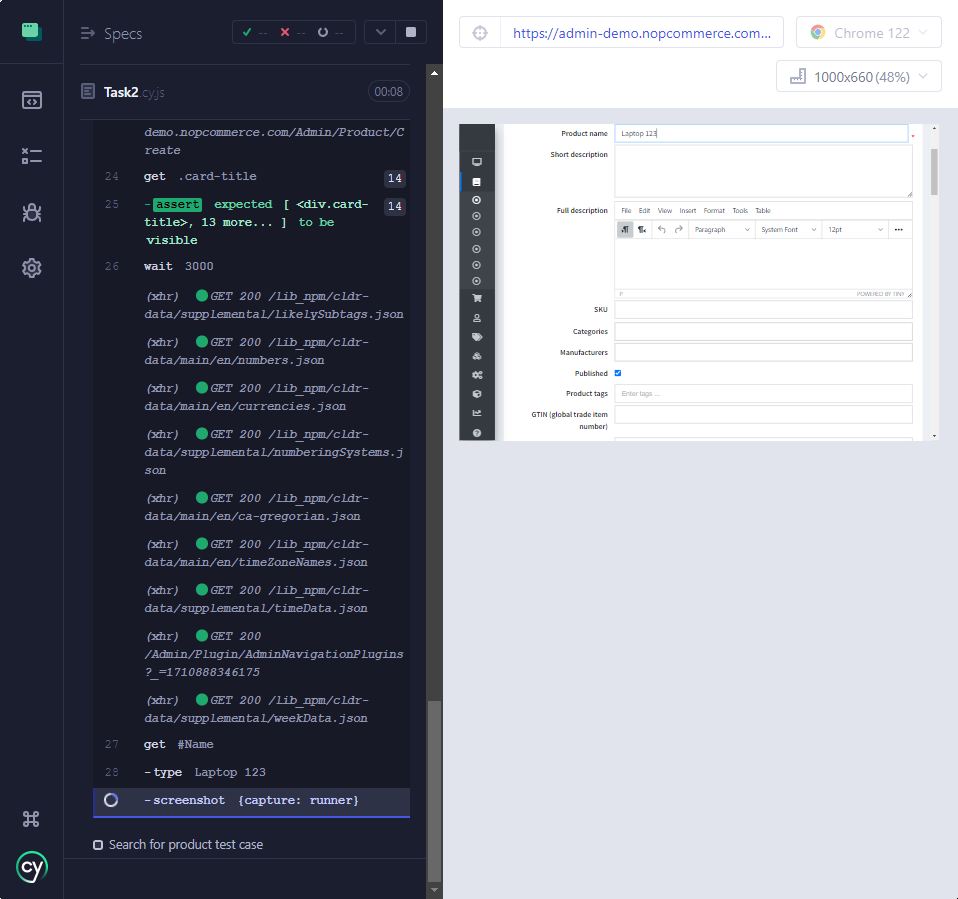 Specs
-- -- --
https://admin-demo.nopcommerce.com...
Chrome 122
1000x660 (48%)
Task2.cy.js
00:08
demo.nopcommerce.com/Admin/Product/C
reate
24 get .card-title 14
25 -assert expected [ <div.card-
title>, 13 more... ] to be
visible
14
26 wait 3000
(xhr) GET 200 /lib_npm/cldr-
data/supplemental/likelySubtags.json
(xhr) GET 200 /lib_npm/cldr-
data/main/en/numbers.json
(xhr) GET 200 /lib_npm/cldr-
data/main/en/currencies.json
(xhr) GET 200 /lib_npm/cldr-
data/supplemental/numberingSystems.j
son
(xhr) GET 200 /lib_npm/cldr-
data/main/en/ca-gregorian.json
(xhr) GET 200 /lib_npm/cldr-
data/main/en/timeZoneNames.json
(xhr) GET 200 /lib_npm/cldr-
data/supplemental/timeData.json
(xhr) GET 200
/Admin/Plugin/AdminNavigationPlugins
?_=1710888346175
(xhr) GET 200 /lib_npm/cldr-
data/supplemental/weekData.json
27 get #Name
28 -type Laptop 123
-screenshot {capture: runner}
Search for product test case
cy
Product name Laptop 123 *
Short description
Full description
File Edit View Insert Format Tools Table
Paragraph System Font 12pt
P POWERED BY TINY
SKU
Categories
Manufacturers
Published
Product tags Enter tags ...
GTIN (global trade item
number)